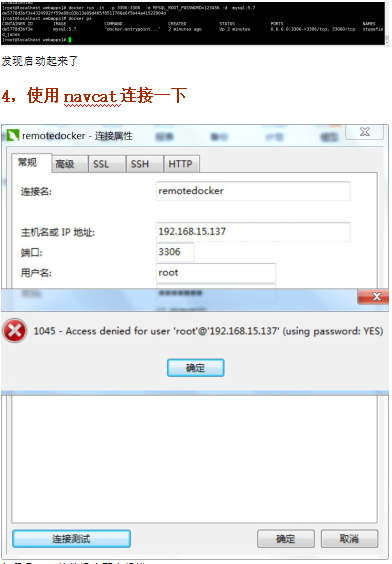 [root@localhost webapps]# docker run -it -p 3306:3306 -e MYSQL_ROOT_PASSWORD=123456 -d mysql:5.7
[root@localhost webapps]# docker ps
CONTAINER ID IMAGE COMMAND CREATED STATUS PORTS NAMES
de5778d3bf3e mysql:5.7 "docker-entrypoint..." 2 minutes ago Up 2 minutes 0.0.0.0:3306->3306/tcp, 33060/tcp stupefie
d_jones
[root@localhost webapps]#
发现启动起来了
4，使用 navcat 连接一下
remotedocker - 连接属性
常规 高级 SSL SSH HTTP
连接名: remotedocker
主机名或 IP 地址: 192.168.15.137
端口: 3306
用户名: root
1045 - Access denied for user 'root'@'192.168.15.137' (using password: YES)
确定
连接测试 确定 取消